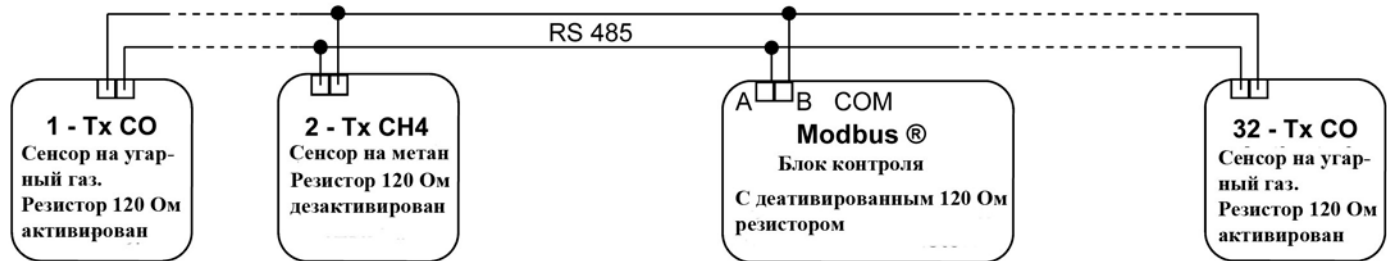 RS 485
1 - Tx CO
Сенсор на угар-
ный газ.
Резистор 120 Ом
активирован
2 - Tx CH4
Сенсор на метан
Резистор 120 Ом
дезактивирован
A B COM
Modbus ®
Блок контроля
С деативированным 120 Ом
резистором
32 - Tx CO
Сенсор на угар-
ный газ.
Резистор 120 Ом
активирован